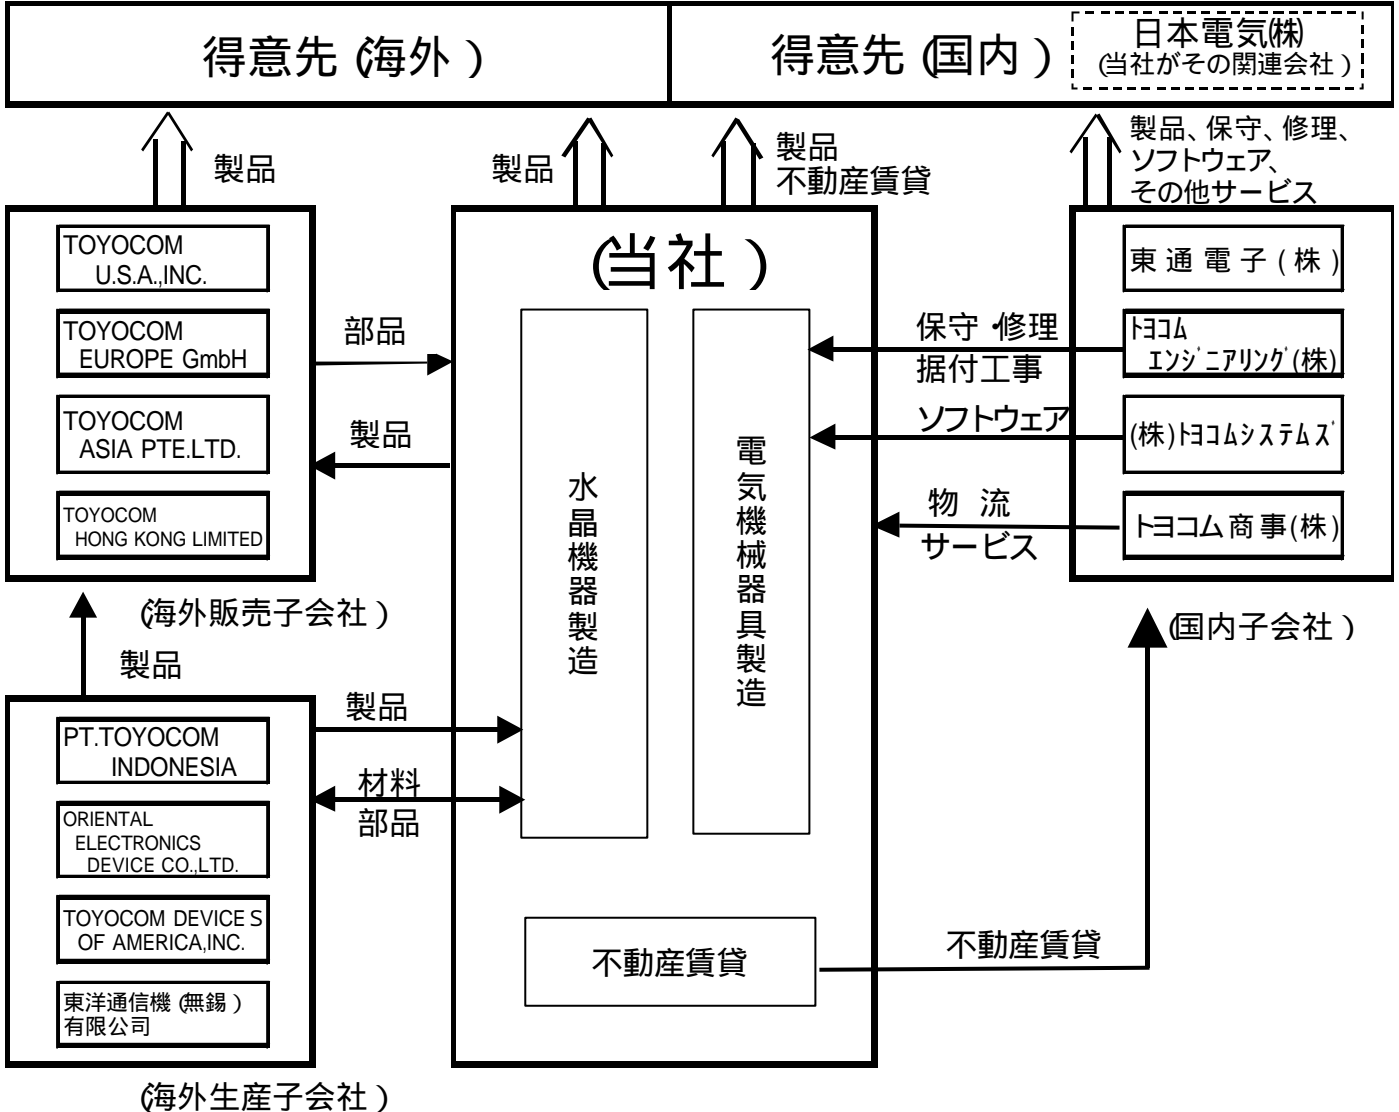 得意先(海外)
得意先(国内)
日本電気(株)
(当社がその関連会社)
製品
製品
製品
不動産賃貸
製品、保守、修理、
ソフトウェア、
その他サービス
TOYOCOM
U.S.A.,INC.
TOYOCOM
EUROPE GmbH
TOYOCOM
ASIA PTE.LTD.
TOYOCOM
HONG KONG LIMITED
(海外販売子会社)
部品
製品
(当社)
水晶機器製造
電気機械器具製造
不動産賃貸
保守・修理
据付工事
ソフトウェア
物流
サービス
東通電子(株)
ﾄﾖｺﾑ
ｴﾝｼﾞﾆｱﾘﾝｸﾞ(株)
(株)ﾄﾖｺﾑｼｽﾃﾑｽﾞ
トヨコム商事(株)
(国内子会社)
製品
PT.TOYOCOM
INDONESIA
ORIENTAL
ELECTRONICS
DEVICE CO.,LTD.
TOYOCOM DEVICES
OF AMERICA,INC.
東洋通信機(無錫)
有限公司
(海外生産子会社)
製品
材料
部品
不動産賃貸